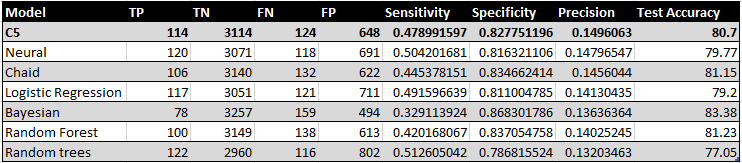 Model TP TN FN FP Sensitivity Specificity Precision Test Accuracy
C5 114 3114 124 648 0.478991597 0.827751196 0.1496063 80.7
Neural 120 3071 118 691 0.504201681 0.816321106 0.14796547 79.77
Chaid 106 3140 132 622 0.445378151 0.834662414 0.1456044 81.15
Logistic Regression 117 3051 121 711 0.491596639 0.811004785 0.14130435 79.2
Bayesian 78 3257 159 494 0.329113924 0.868301786 0.13636364 83.38
Random Forest 100 3149 138 613 0.420168067 0.837054758 0.14025245 81.23
Random trees 122 2960 116 802 0.512605042 0.786815524 0.13203463 77.05